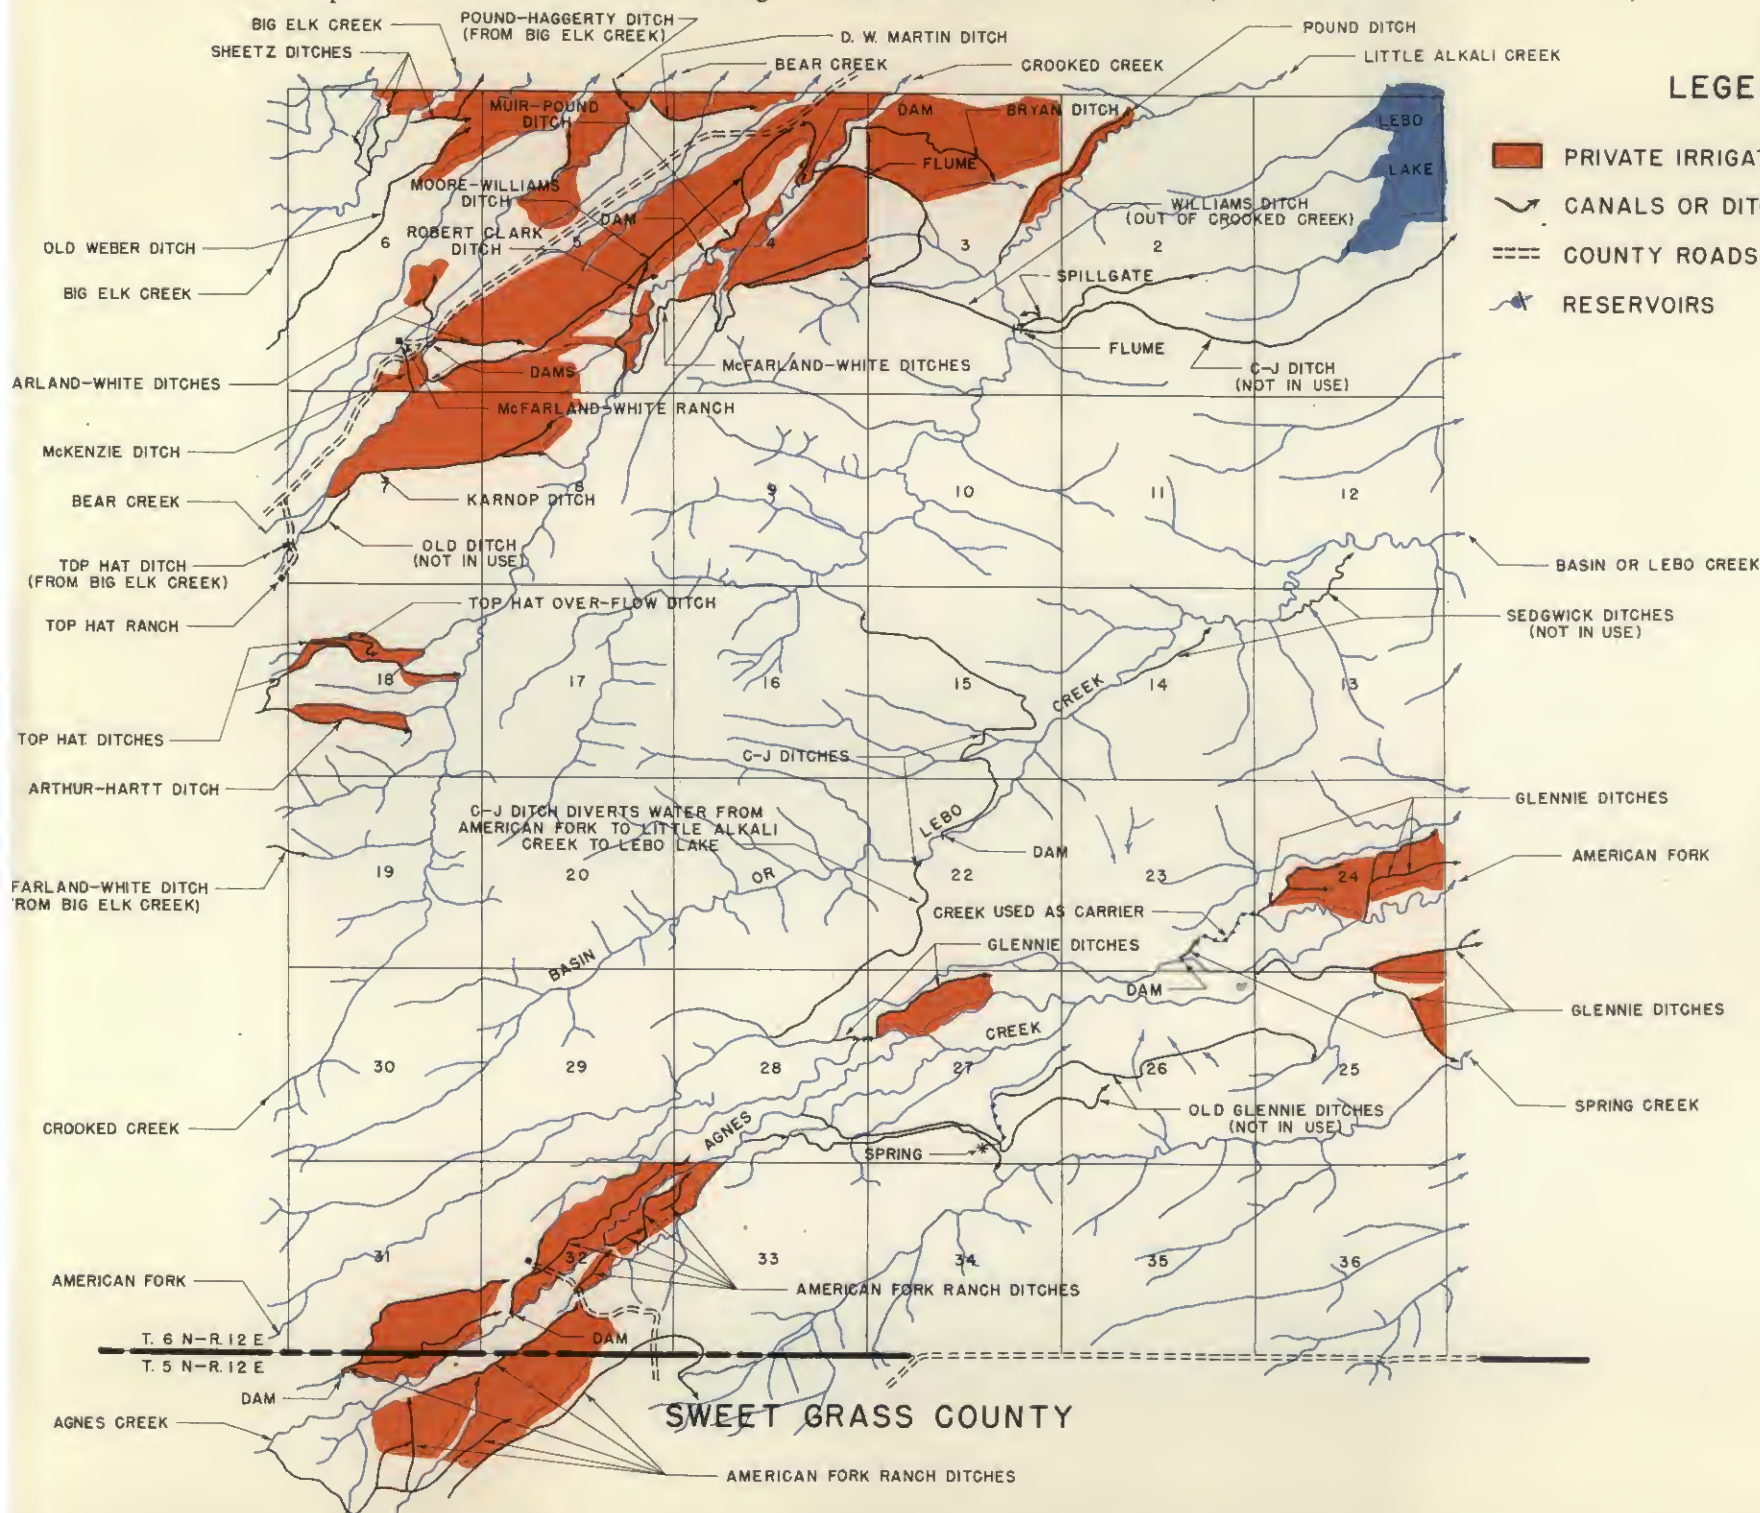 BIG ELK CREEK
POUND-HAGGERTY DITCH
(FROM BIG ELK CREEK)
SHEETZ DITCHES
D. W. MARTIN DITCH
BEAR CREEK
CROOKED CREEK
POUND DITCH
LITTLE ALKALI CREEK
LEGE
PRIVATE IRRIGAT
CANALS OR DIT
COUNTY ROADS
RESERVOIRS
MUIR-POUND
DITCH
DAM
BRYAN DITCH
LEBO
LAKE
FLUME
MOORE-WILLIAMS
DITCH
DAM
ROBERT CLARK
DITCH
WILLIAMS DITCH
(OUT OF CROOKED CREEK)
6
5
4
3
2
OLD WEBER DITCH
BIG ELK CREEK
SPILLGATE
FLUME
McFARLAND-WHITE DITCHES
C-J DITCH
(NOT IN USE)
ARLAND-WHITE DITCHES
DAMS
McFARLAND-WHITE RANCH
McKENZIE DITCH
BEAR CREEK
KARNOP DITCH
7
8
9
10
11
12
OLD DITCH
(NOT IN USE)
TOP HAT DITCH
(FROM BIG ELK CREEK)
BASIN OR LEBO CREEK
TOP HAT RANCH
TOP HAT OVER-FLOW DITCH
SEDGWICK DITCHES
(NOT IN USE)
18
17
16
15
CREEK
14
13
TOP HAT DITCHES
C-J DITCHES
ARTHUR-HARTT DITCH
GLENNIE DITCHES
C-J DITCH DIVERTS WATER FROM
AMERICAN FORK TO LITTLE ALKALI
CREEK TO LEBO LAKE
LEBO
DAM
AMERICAN FORK
19
20
OR
22
23
24
FARLAND-WHITE DITCH
FROM BIG ELK CREEK)
CREEK USED AS CARRIER
GLENNIE DITCHES
BASIN
DAM
GLENNIE DITCHES
CREEK
30
29
28
27
26
25
CROOKED CREEK
AGNES
OLD GLENNIE DITCHES
(NOT IN USE)
SPRING CREEK
SPRING
31
32
33
34
35
36
AMERICAN FORK
AMERICAN FORK RANCH DITCHES
DAM
T. 6 N-R. 12 E
T. 5 N-R. 12 E
DAM
AGNES CREEK
SWEET GRASS COUNTY
AMERICAN FORK RANCH DITCHES